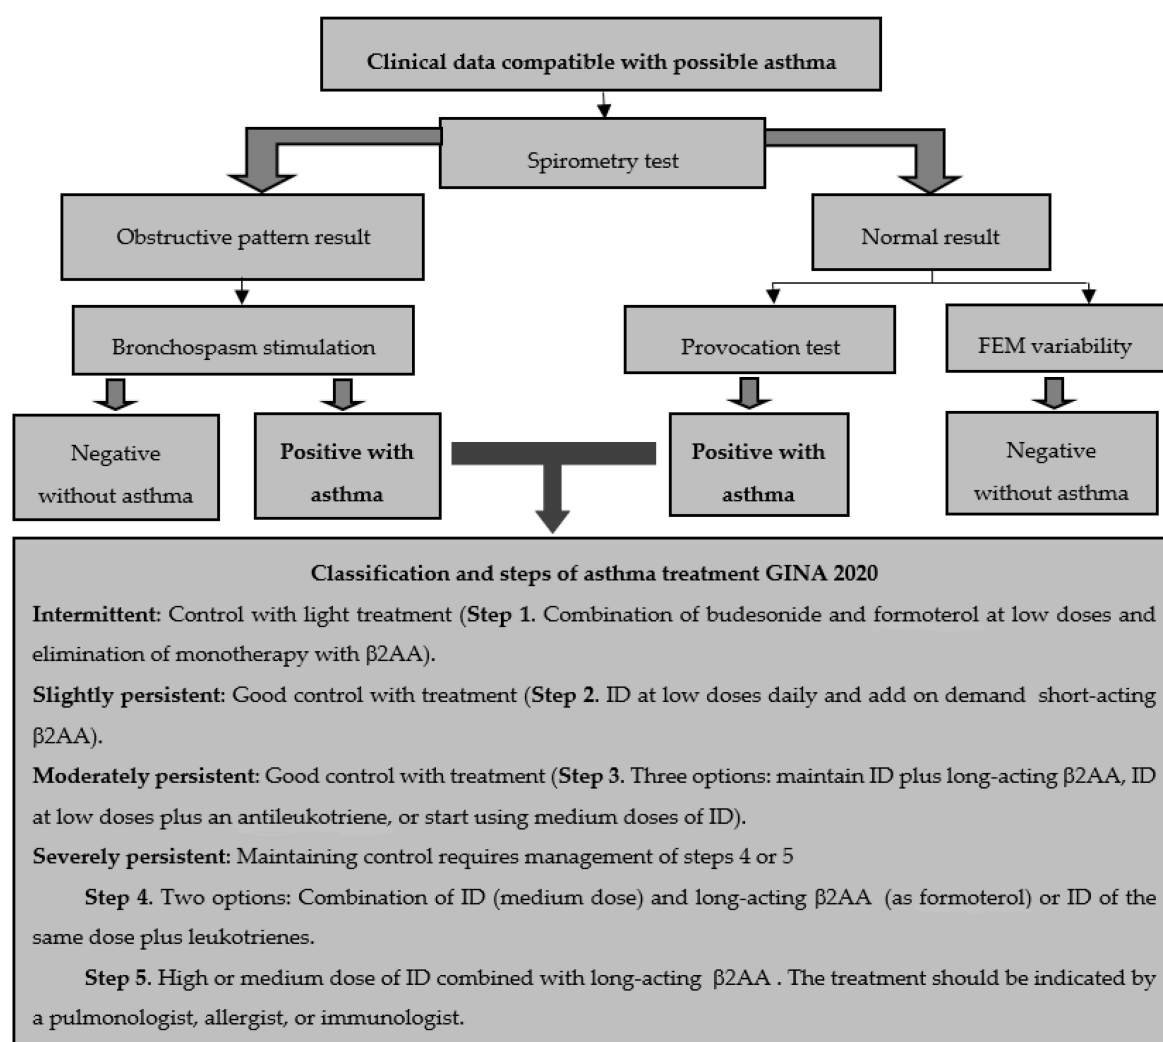 Clinical data compatible with possible asthma
Spirometry test
Obstructive pattern result
Normal result
Bronchospasm stimulation
Provocation test
FEM variability
Negative
without asthma
Positive with
asthma
Positive with
asthma
Negative
without asthma
Classification and steps of asthma treatment GINA 2020
Intermittent: Control with light treatment (Step 1. Combination of budesonide and formoterol at low doses and
elimination of monotherapy with β2AA).
Slightly persistent: Good control with treatment (Step 2. ID at low doses daily and add on demand short-acting
β2AA).
Moderately persistent: Good control with treatment (Step 3. Three options: maintain ID plus long-acting β2AA, ID
at low doses plus an antileukotriene, or start using medium doses of ID).
Severely persistent: Maintaining control requires management of steps 4 or 5
Step 4. Two options: Combination of ID (medium dose) and long-acting β2AA (as formoterol) or ID of the
same dose plus leukotrienes.
Step 5. High or medium dose of ID combined with long-acting β2AA . The treatment should be indicated by
a pulmonologist, allergist, or immunologist.